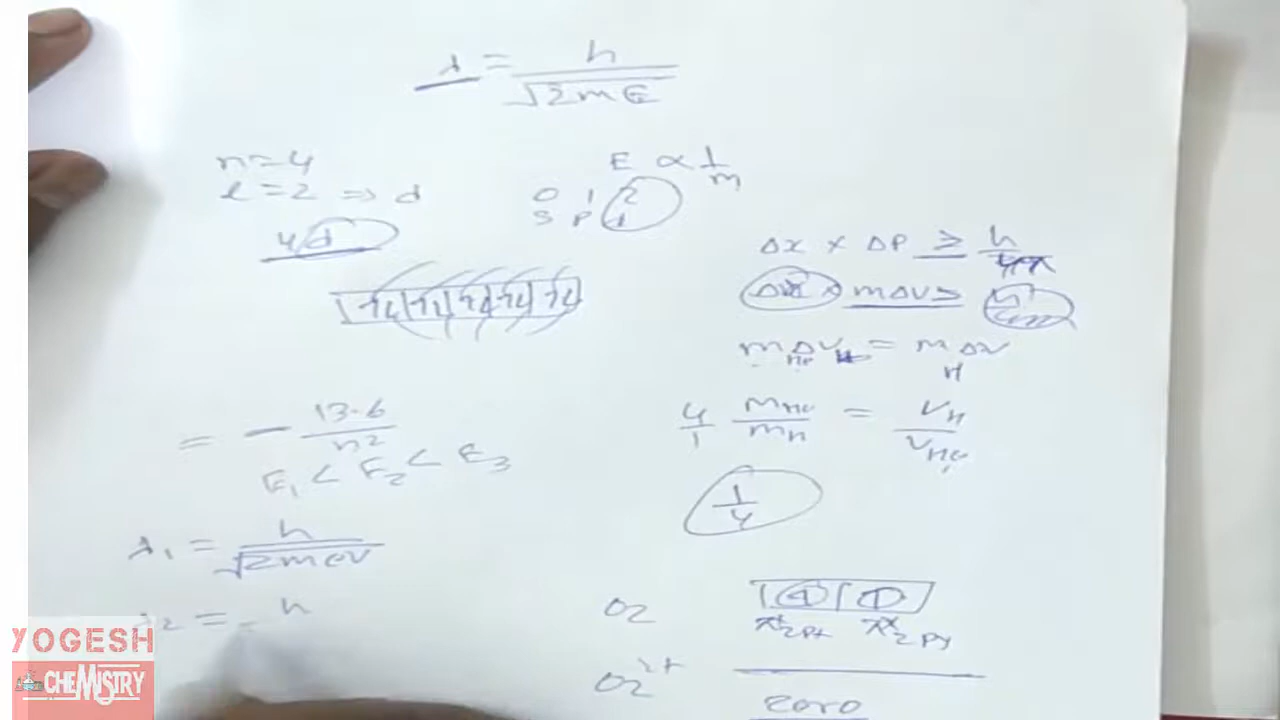 λ = h / √2mE
n=4
l=2 ⇒ d
4d
E ∝ 1/m
0 1 2
S P d
Δx × ΔP ≥ h/4π
mΔV ≥
m ΔV = m ΔV
He H
4/1 mHe/mH = VH/VHe
1/4
= - 13.6/n2
E1 < E2 < E3
λ1 = h / √2mev
λ2 = h
O2
π*2Px π*2Py
O2 2+
zero
YOGESH
CHEMISTRY